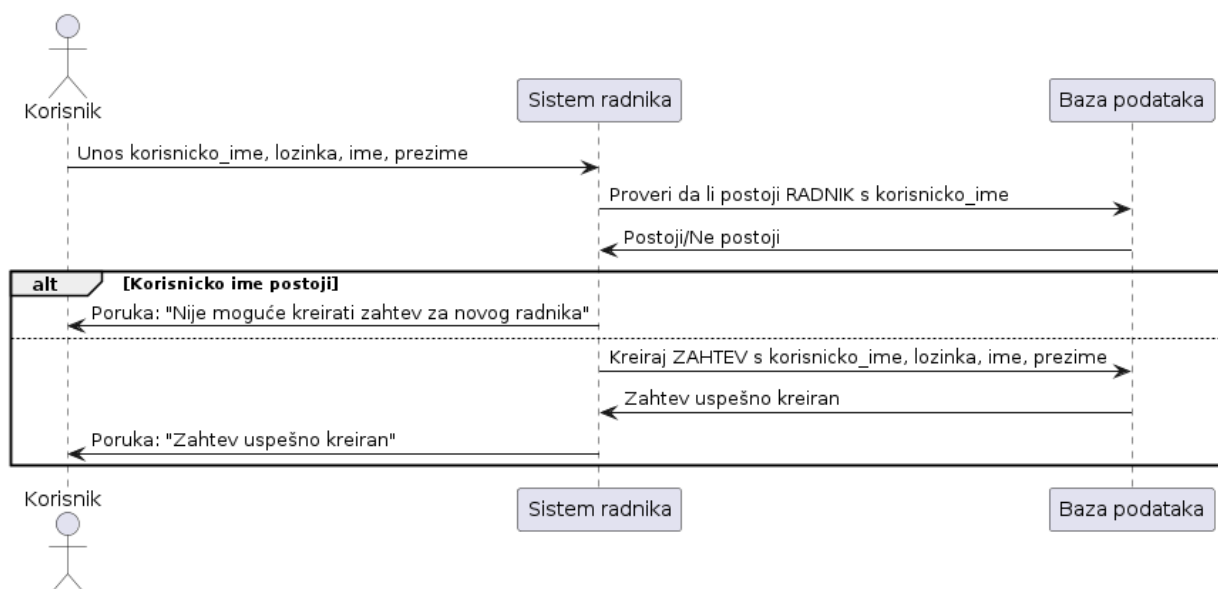 Korisnik
Sistem radnika
Baza podataka
Unos korisnicko_ime, lozinka, ime, prezime
Proveri da li postoji RADNIK s korisnicko_ime
Postoji/Ne postoji
alt [Korisnicko ime postoji]
Poruka: "Nije moguće kreirati zahtev za novog radnika"
Kreiraj ZAHTEV s korisnicko_ime, lozinka, ime, prezime
Zahtev uspešno kreiran
Poruka: "Zahtev uspešno kreiran"
Korisnik
Sistem radnika
Baza podataka